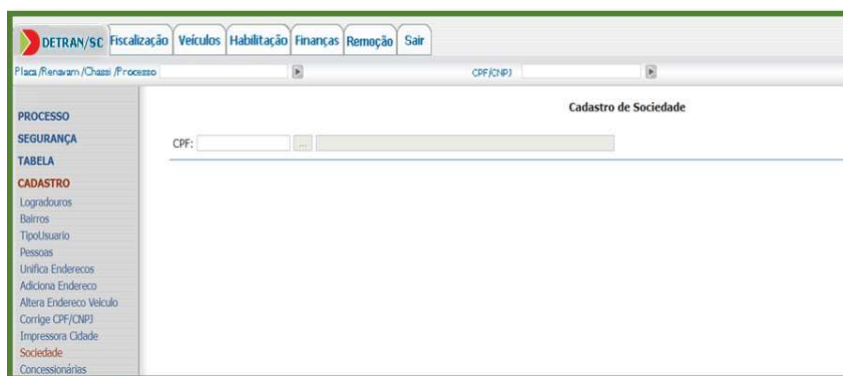 DETRAN/SC Fiscalização Veículos Habilitação Finanças Remoção Sair
Placa/Renavam/Chassi/Processo CPF/CNPJ
Cadastro de Sociedade
CPF: ...
PROCESSO
SEGURANÇA
TABELA
CADASTRO
Logradouros
Bairros
TipoUsuario
Pessoas
Unifica Enderecos
Adiciona Endereco
Altera Endereco Veiculo
Corrige CPF/CNPJ
Impressora Cidade
Sociedade
Concessionárias